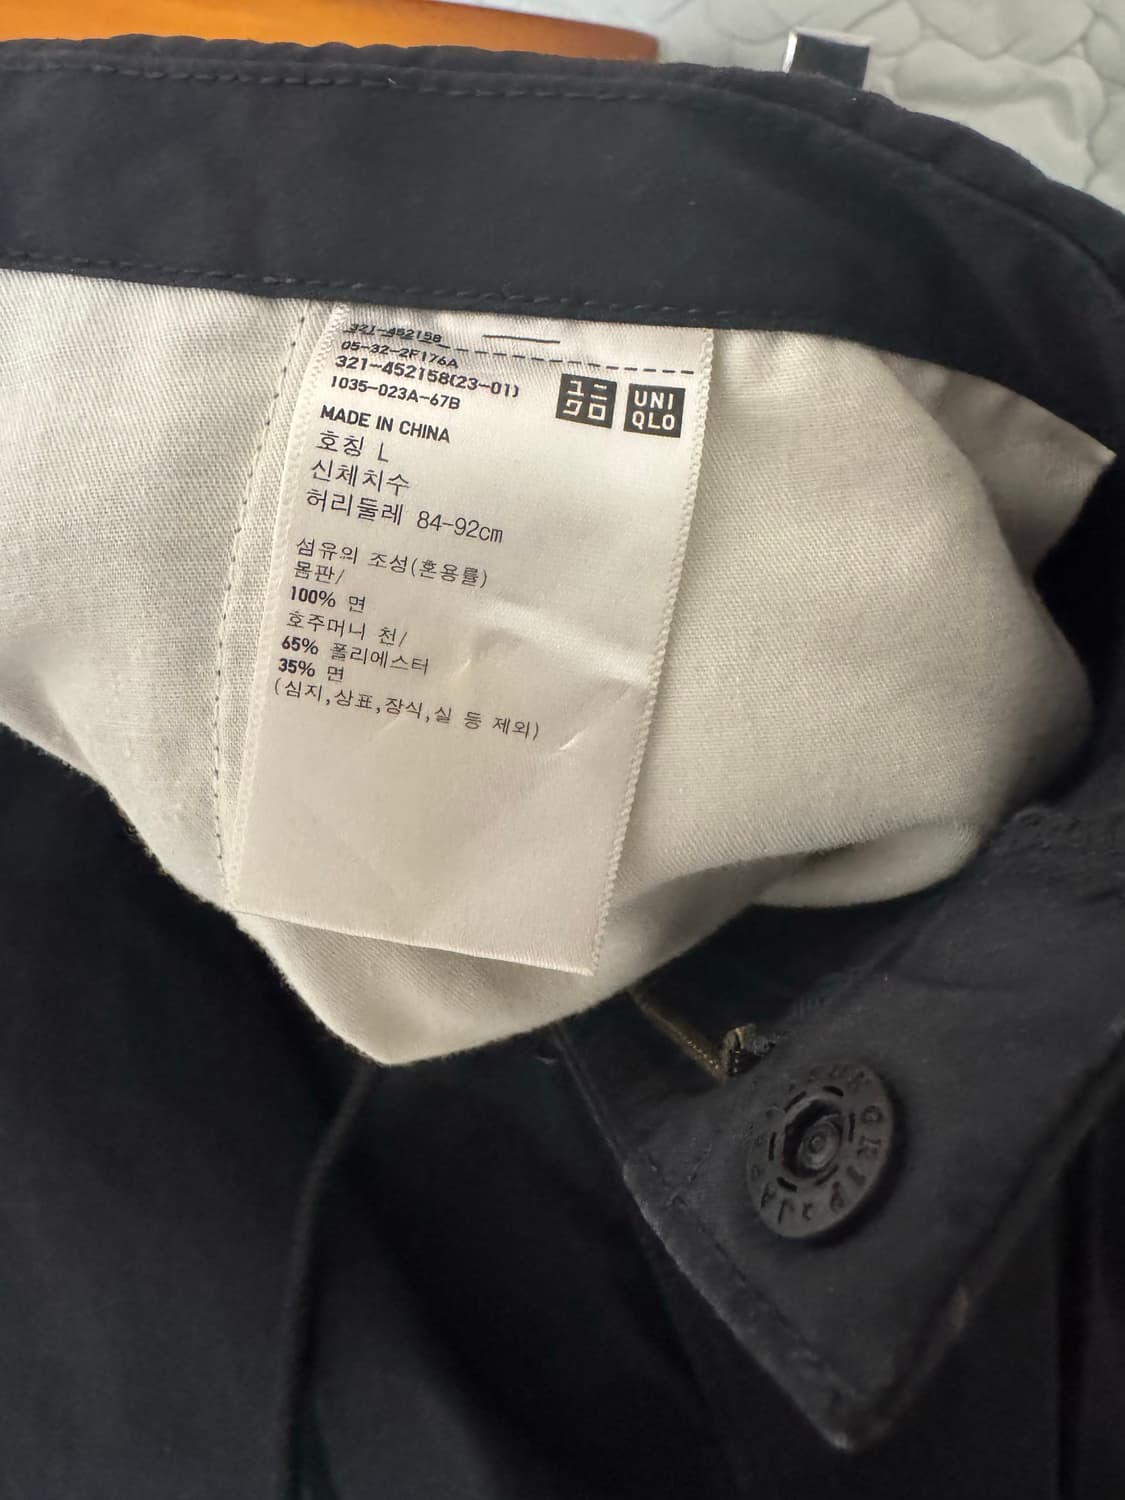 321-452158
05-32-2F176A
321-452158(23-01)
1035-023A-67B
ユニ
クロ
UNI
QLO
MADE IN CHINA
호칭 L
신체치수
허리둘레 84-92cm
섬유의 조성(혼용률)
몸판/
100% 면
호주머니 천/
65% 폴리에스터
35% 면
(심지,상표,장식,실 등 제외)